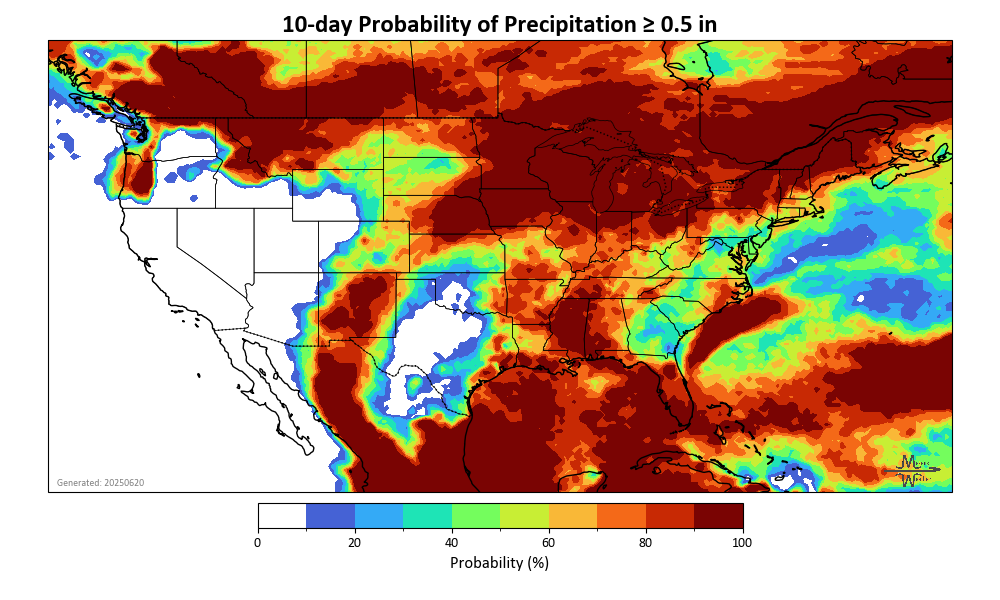 10-day Probability of Precipitation ≥ 0.5 in
Generated: 20250620
0 20 40 60 80 100
Probability (%)